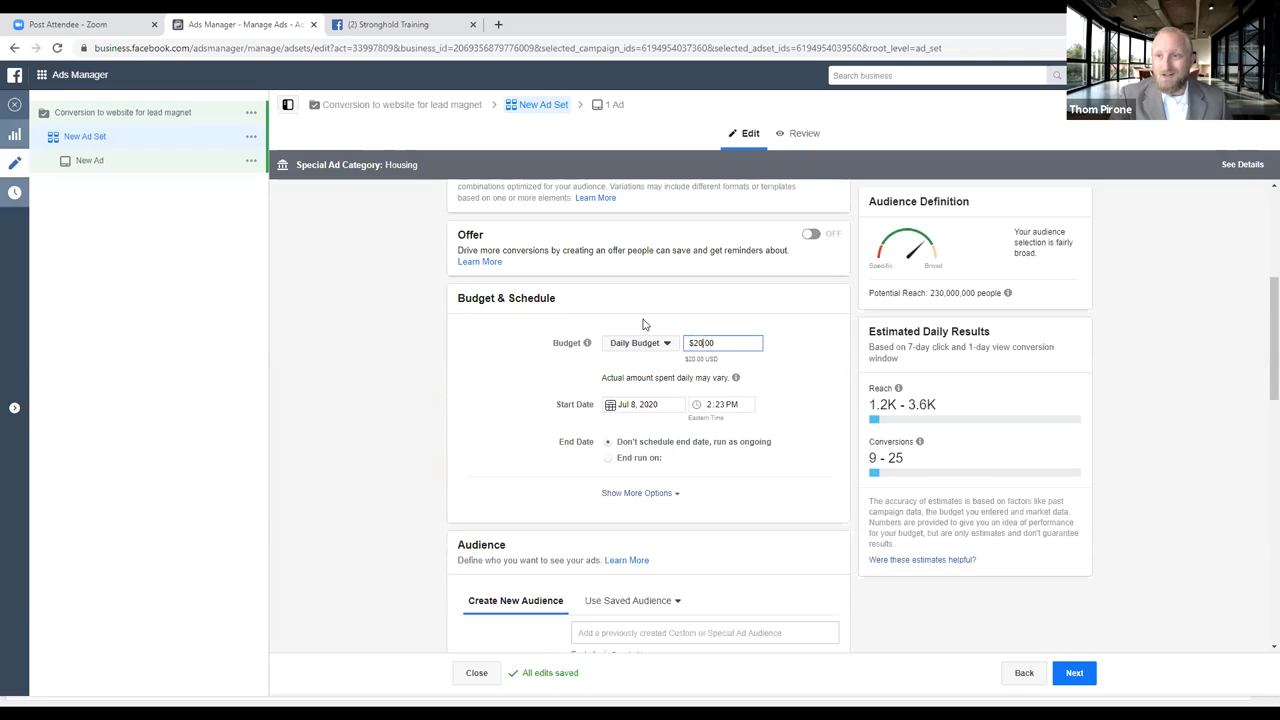 Post Attendee - Zoom
Ads Manager - Manage Ads - Ad
(2) Stronghold Training
business.facebook.com/adsmanager/manage/adsets/edit?act=33997809&business_id=2069356879776009&selected_campaign_ids=6194954037360&selected_adset_ids=6194954039560&root_level=ad_set
Ads Manager
Search business
Thom Pirone
Conversion to website for lead magnet
New Ad Set
New Ad
Conversion to website for lead magnet
New Ad Set
1 Ad
Edit
Review
Special Ad Category: Housing
See Details
combinations optimized for your audience. Variations may include different formats or templates
based on one or more elements. Learn More
Offer
OFF
Drive more conversions by creating an offer people can save and get reminders about.
Learn More
Budget & Schedule
Budget
Daily Budget
$20.00
$20.00 USD
Actual amount spent daily may vary.
Start Date
Jul 8, 2020
2:23 PM
Eastern Time
End Date
Don't schedule end date, run as ongoing
End run on:
Show More Options
Audience
Define who you want to see your ads. Learn More
Create New Audience
Use Saved Audience
Add a previously created Custom or Special Ad Audience
Audience Definition
Specific
Broad
Your audience
selection is fairly
broad.
Potential Reach: 230,000,000 people
Estimated Daily Results
Based on 7-day click and 1-day view conversion
window
Reach
1.2K - 3.6K
Conversions
9 - 25
The accuracy of estimates is based on factors like past
campaign data, the budget you entered and market data.
Numbers are provided to give you an idea of performance
for your budget, but are only estimates and don't guarantee
results.
Were these estimates helpful?
Close
All edits saved
Back
Next